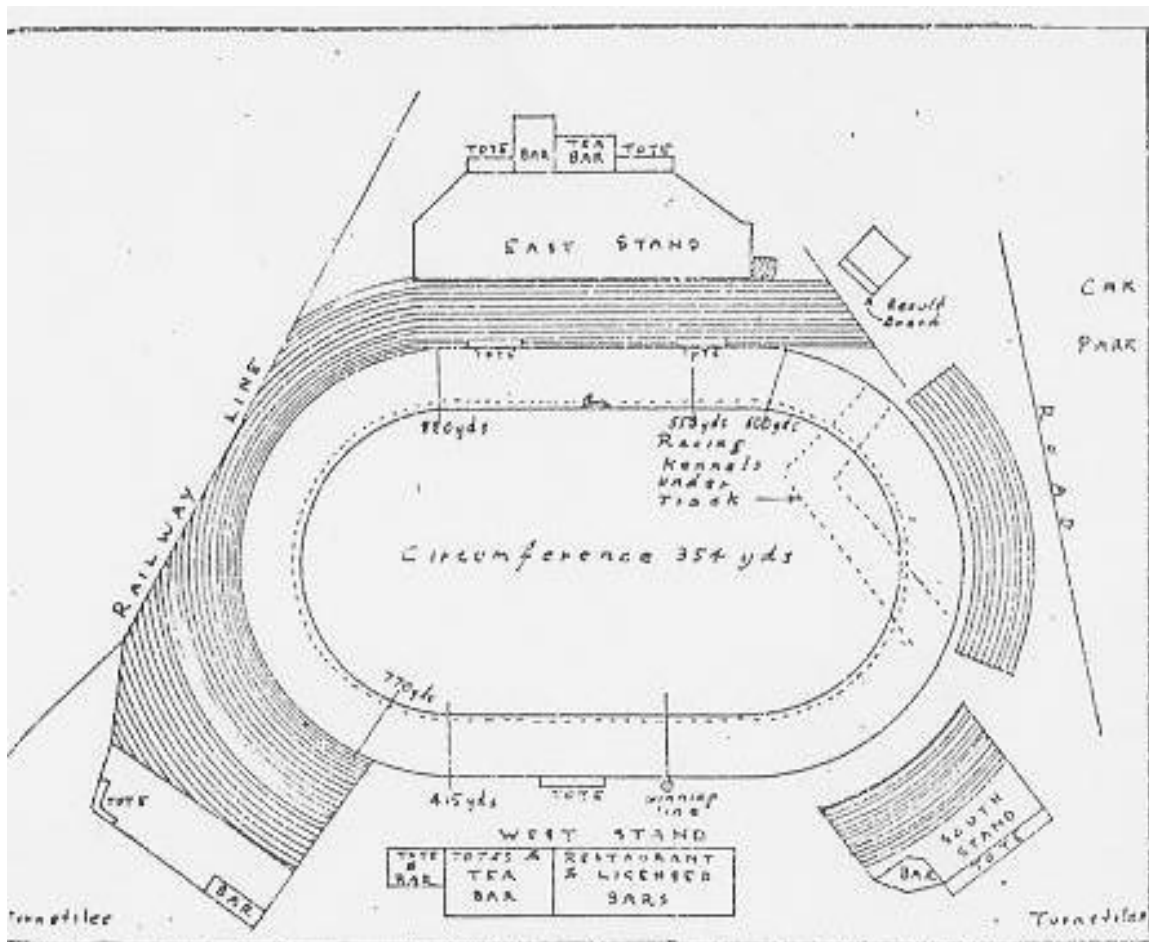 TOTE
BAR
TEA
BAR
TOTE
EAST STAND
CAR
PARK
Result
Board
RAILWAY LINE
ROAD
TOTE
TOTE
880yds
550yds
500yds
Racing
Kennels
under
Track
Circumference 354 yds
770yds
415yds
TOTE
winning
line
TOTE
BAR
WEST STAND
TOTE
&
BAR
TOTES &
TEA
BAR
RESTAURANT
& LICENSED
BARS
SOUTH
STAND
TOTE
BAR
Turnstiles
Turnstiles